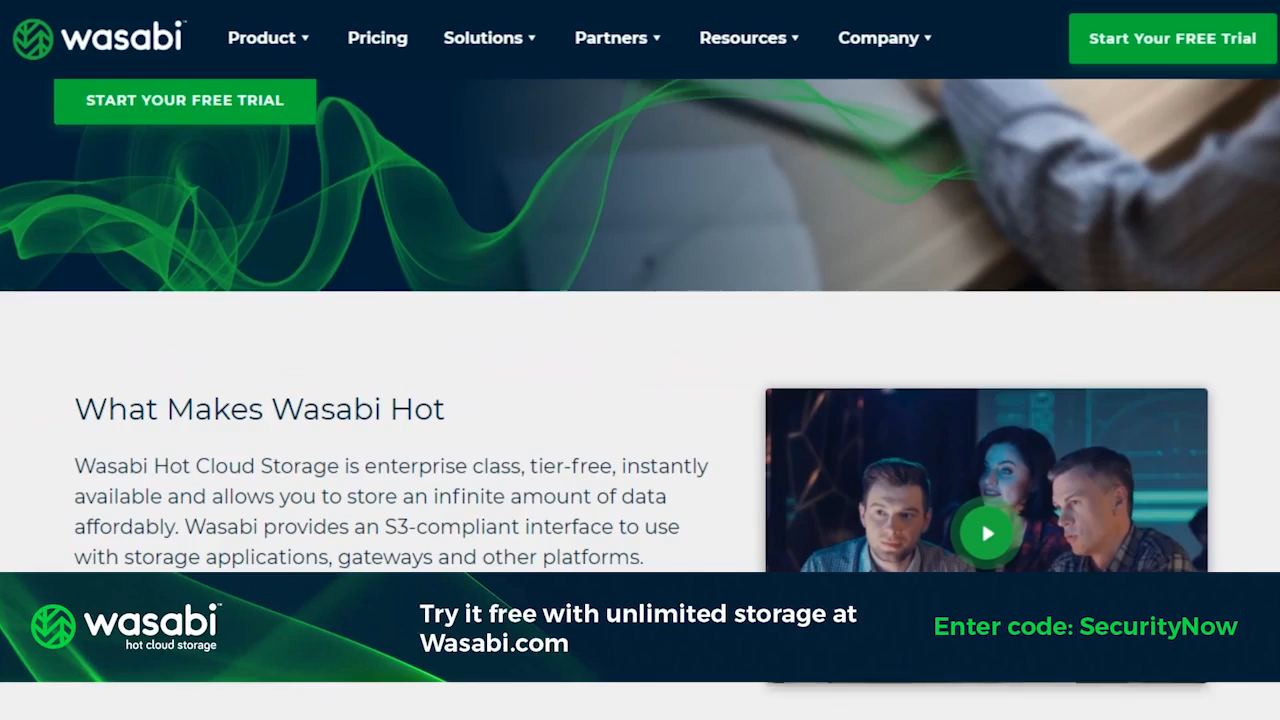 wasabi Product Pricing Solutions Partners Resources Company Start Your FREE Trial
START YOUR FREE TRIAL
What Makes Wasabi Hot
Wasabi Hot Cloud Storage is enterprise class, tier-free, instantly
available and allows you to store an infinite amount of data
affordably. Wasabi provides an S3-compliant interface to use
with storage applications, gateways and other platforms.
wasabi™
hot cloud storage
Try it free with unlimited storage at
Wasabi.com
Enter code: SecurityNow